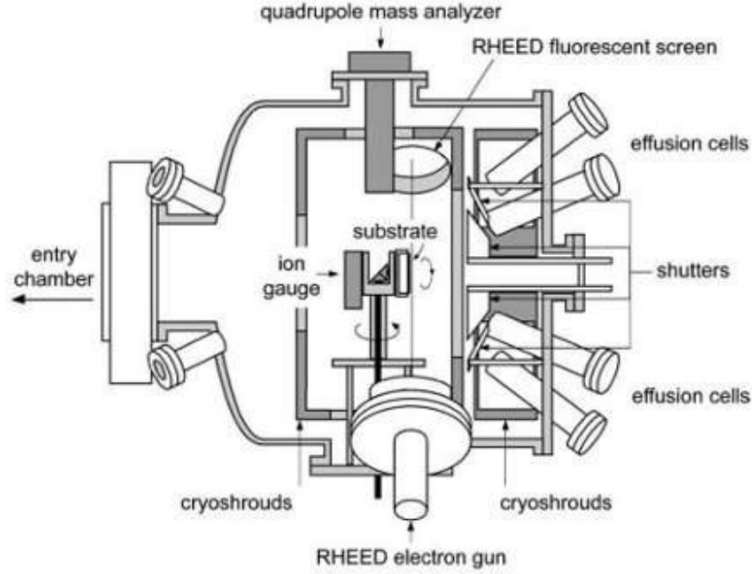 quadrupole mass analyzer
RHEED fluorescent screen
effusion cells
substrate
ion
gauge
entry
chamber
shutters
effusion cells
cryoshrouds
cryoshrouds
RHEED electron gun